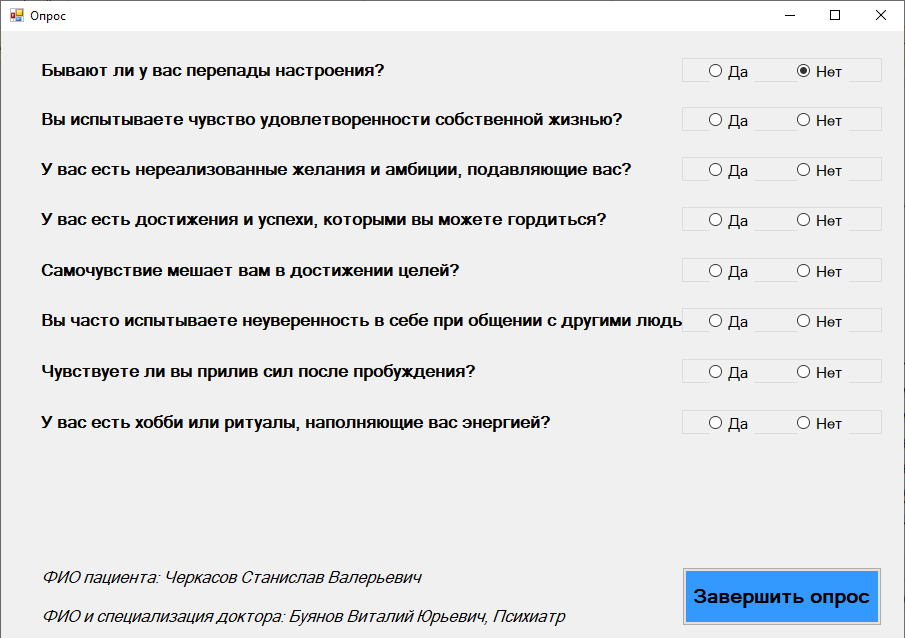 Опрос
Бывают ли у вас перепады настроения? Да Нет
Вы испытываете чувство удовлетворенности собственной жизнью? Да Нет
У вас есть нереализованные желания и амбиции, подавляющие вас? Да Нет
У вас есть достижения и успехи, которыми вы можете гордиться? Да Нет
Самочувствие мешает вам в достижении целей? Да Нет
Вы часто испытываете неуверенность в себе при общении с другими людь Да Нет
Чувствуете ли вы прилив сил после пробуждения? Да Нет
У вас есть хобби или ритуалы, наполняющие вас энергией? Да Нет
ФИО пациента: Черкасов Станислав Валерьевич
ФИО и специализация доктора: Буянов Виталий Юрьевич, Психиатр
Завершить опрос